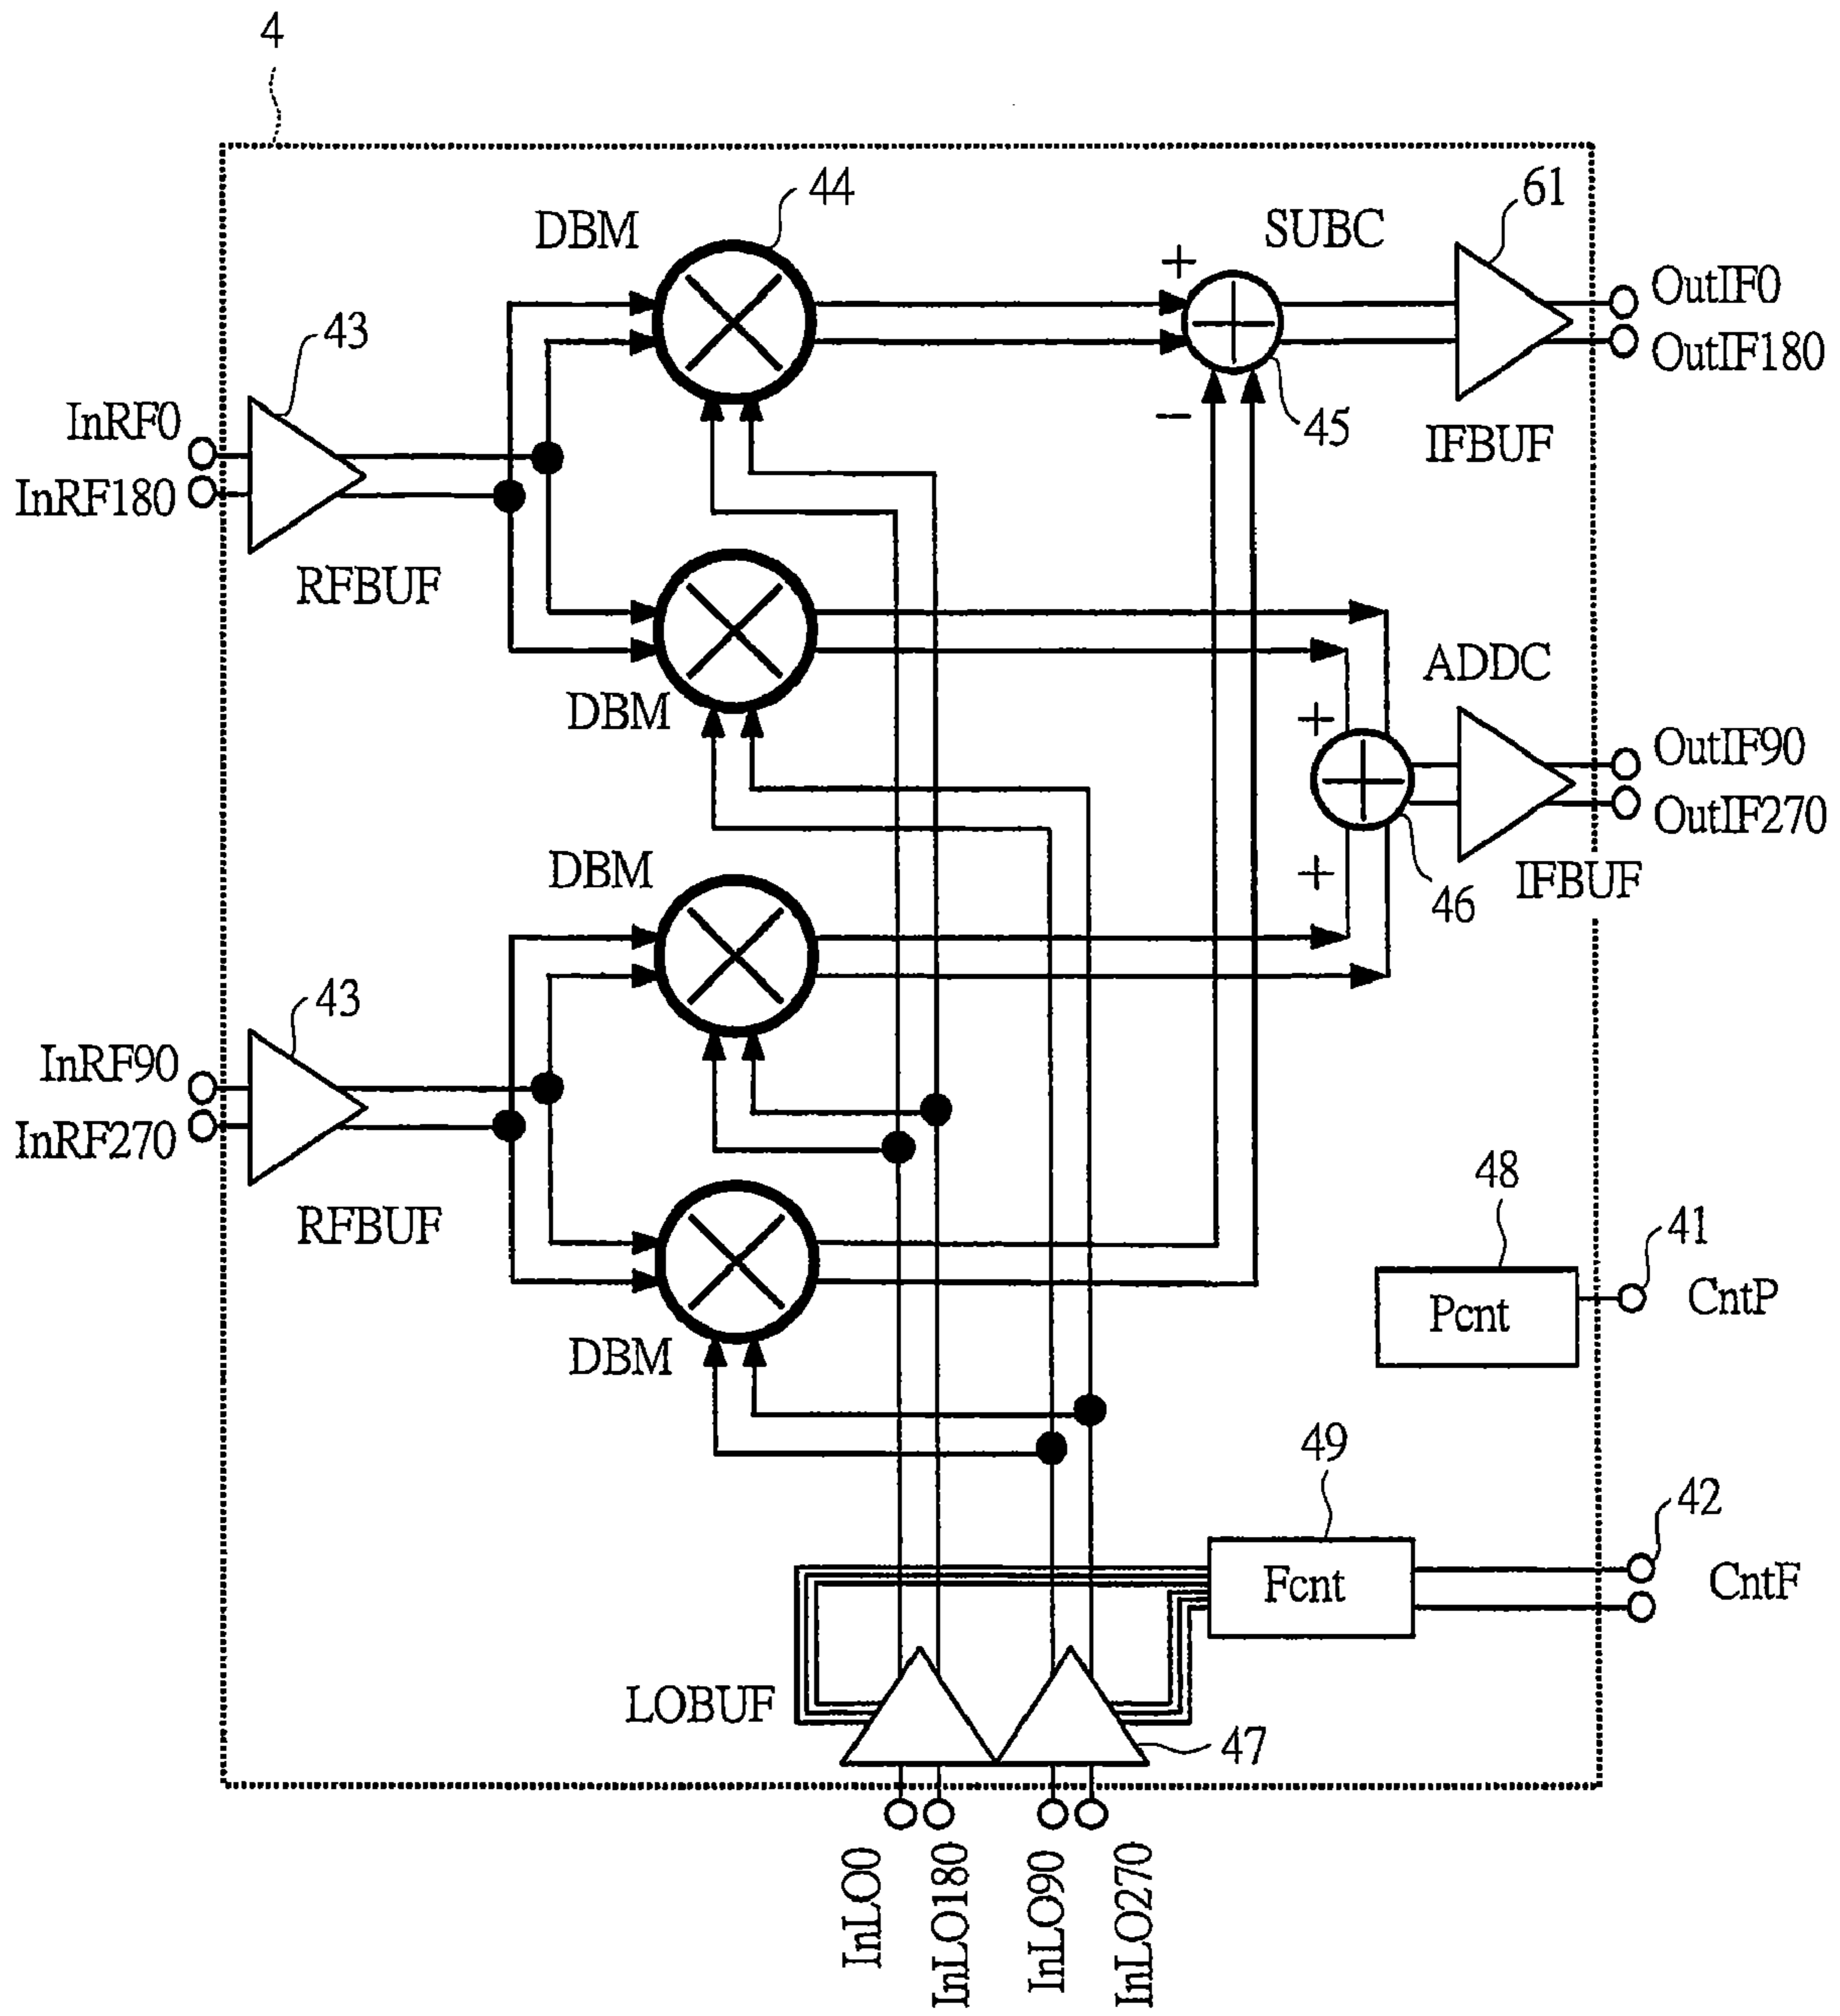 4
44
DBM
SUBC
61
OutIF0
OutIF180
43
45
IFBUF
InRF0
InRF180
RFBUF
ADDC
DBM
OutIF90
OutIF270
DBM
46
IFBUF
43
InRF90
InRF270
48
41
RFBUF
Pcnt
CntP
DBM
49
42
Fcnt
CntF
LOBUF
47
InLO0
InLO180
InLO90
InLO270
+
−
+
+